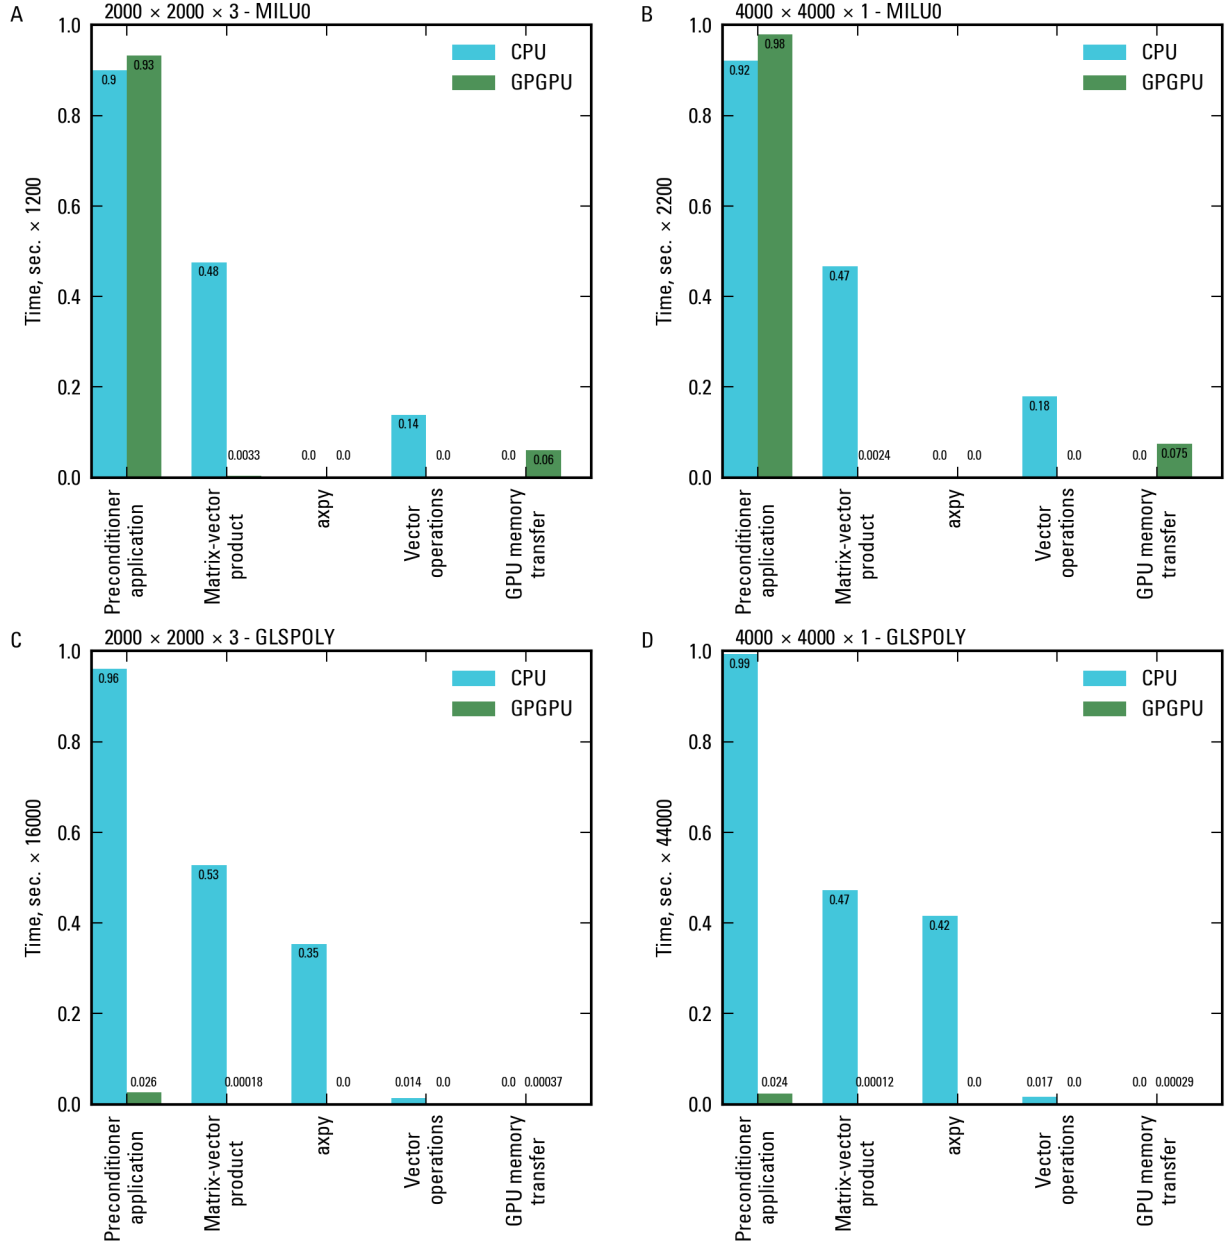 A
2000 × 2000 × 3 - MILU0
1.0
0.8
0.6
0.4
0.2
0.0
Time, sec. × 1200
CPU
GPGPU
0.9
0.93
0.48
0.0033
0.0
0.0
0.14
0.0
0.0
0.06
Preconditioner
application
Matrix-vector
product
axpy
Vector
operations
GPU memory
transfer
B
4000 × 4000 × 1 - MILU0
1.0
0.8
0.6
0.4
0.2
0.0
Time, sec. × 2200
CPU
GPGPU
0.92
0.98
0.47
0.0024
0.0
0.0
0.18
0.0
0.0
0.075
Preconditioner
application
Matrix-vector
product
axpy
Vector
operations
GPU memory
transfer
C
2000 × 2000 × 3 - GLSPOLY
1.0
0.8
0.6
0.4
0.2
0.0
Time, sec. × 16000
CPU
GPGPU
0.96
0.026
0.53
0.00018
0.35
0.0
0.014
0.0
0.0
0.00037
Preconditioner
application
Matrix-vector
product
axpy
Vector
operations
GPU memory
transfer
D
4000 × 4000 × 1 - GLSPOLY
1.0
0.8
0.6
0.4
0.2
0.0
Time, sec. × 44000
CPU
GPGPU
0.99
0.024
0.47
0.00012
0.42
0.0
0.017
0.0
0.0
0.00029
Preconditioner
application
Matrix-vector
product
axpy
Vector
operations
GPU memory
transfer